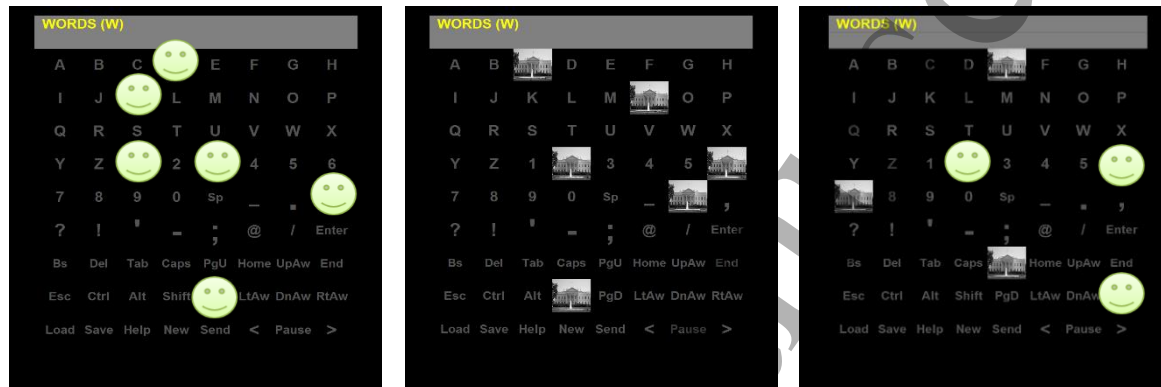 WORDS (W)
A B C E F G H
I J L M N O P
Q R S T U V W X
Y Z 2 4 5 6
7 8 9 0 Sp _ .
? ! ' - ; @ / Enter
Bs Del Tab Caps PgU Home UpAw End
Esc Ctrl Alt Shift LtAw DnAw RtAw
Load Save Help New Send < Pause >
WORDS (W)
A B D E F G H
I J K L M O P
Q R S T U V W X
Y Z 1 3 4 5
7 8 9 0 Sp _ ,
? ! ' - ; @ / Enter
Bs Del Tab Caps PgU Home UpAw End
Esc Ctrl Alt PgD LtAw DnAw RtAw
Load Save Help New Send < Pause >
WORDS (W)
A B C D F G H
I J K L M N O P
Q R S T U V W X
Y Z 1 3 4 5
8 9 0 Sp _ . ,
? ! ' - ; @ / Enter
Bs Del Tab Caps Home UpAw End
Esc Ctrl Alt Shift PgD LtAw DnAw
Load Save Help New Send < Pause >